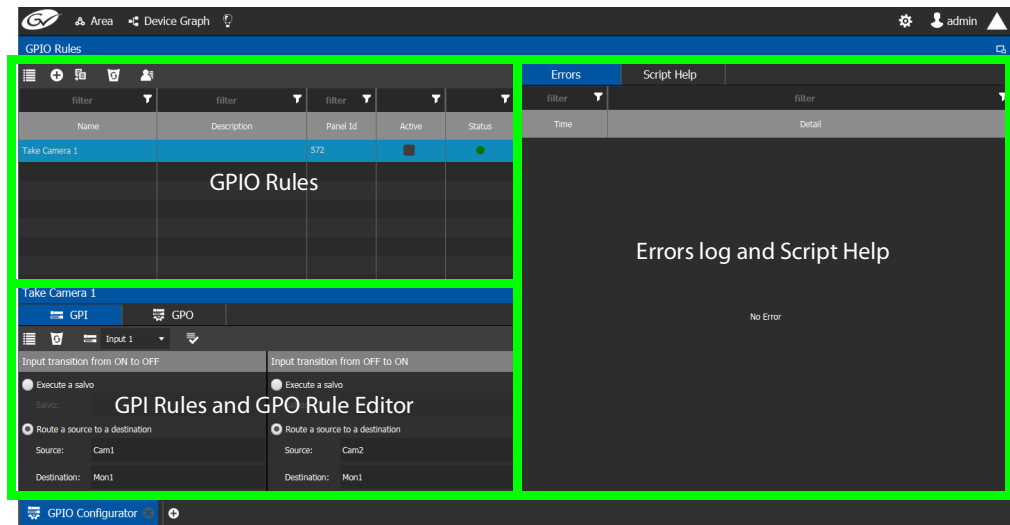 GV Area Device Graph admin
GPIO Rules
Errors Script Help
filter filter filter filter filter
Name Description Panel Id Active Status Time Detail
Take Camera 1 572
GPIO Rules
Errors log and Script Help
No Error
Take Camera 1
GPI GPO
Input 1
Input transition from ON to OFF Input transition from OFF to ON
Execute a salvo Execute a salvo
Salvo:
GPI Rules and GPO Rule Editor
Route a source to a destination Route a source to a destination
Source: Cam1 Source: Cam2
Destination: Mon1 Destination: Mon1
GPIO Configurator